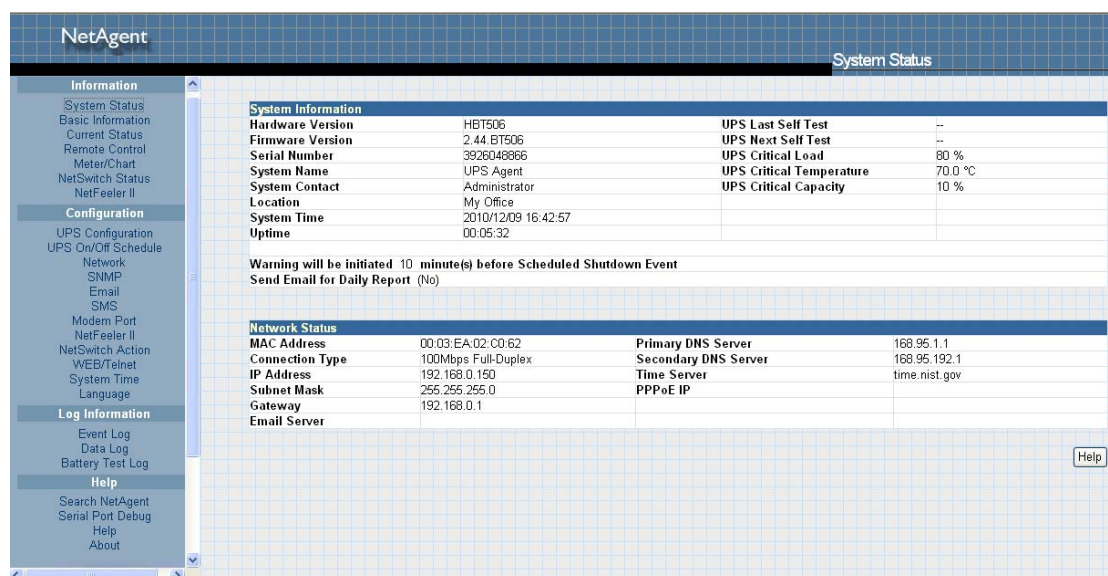 NetAgent
System Status
Information
System Status
Basic Information
Current Status
Remote Control
Meter/Chart
NetSwitch Status
NetFeeler II
Configuration
UPS Configuration
UPS On/Off Schedule
Network
SNMP
Email
SMS
Modem Port
NetFeeler II
NetSwitch Action
WEB/Telnet
System Time
Language
Log Information
Event Log
Data Log
Battery Test Log
Help
Search NetAgent
Serial Port Debug
Help
About
System Information
Hardware Version HBT506 UPS Last Self Test --
Firmware Version 2.44.BT506 UPS Next Self Test --
Serial Number 3926048866 UPS Critical Load 80 %
System Name UPS Agent UPS Critical Temperature 70.0 °C
System Contact Administrator UPS Critical Capacity 10 %
Location My Office
System Time 2010/12/09 16:42:57
Uptime 00:05:32
Warning will be initiated 10 minute(s) before Scheduled Shutdown Event
Send Email for Daily Report (No)
Network Status
MAC Address 00:03:EA:02:C0:62 Primary DNS Server 168.95.1.1
Connection Type 100Mbps Full-Duplex Secondary DNS Server 168.95.192.1
IP Address 192.168.0.150 Time Server time.nist.gov
Subnet Mask 255.255.255.0 PPPoE IP
Gateway 192.168.0.1
Email Server
Help